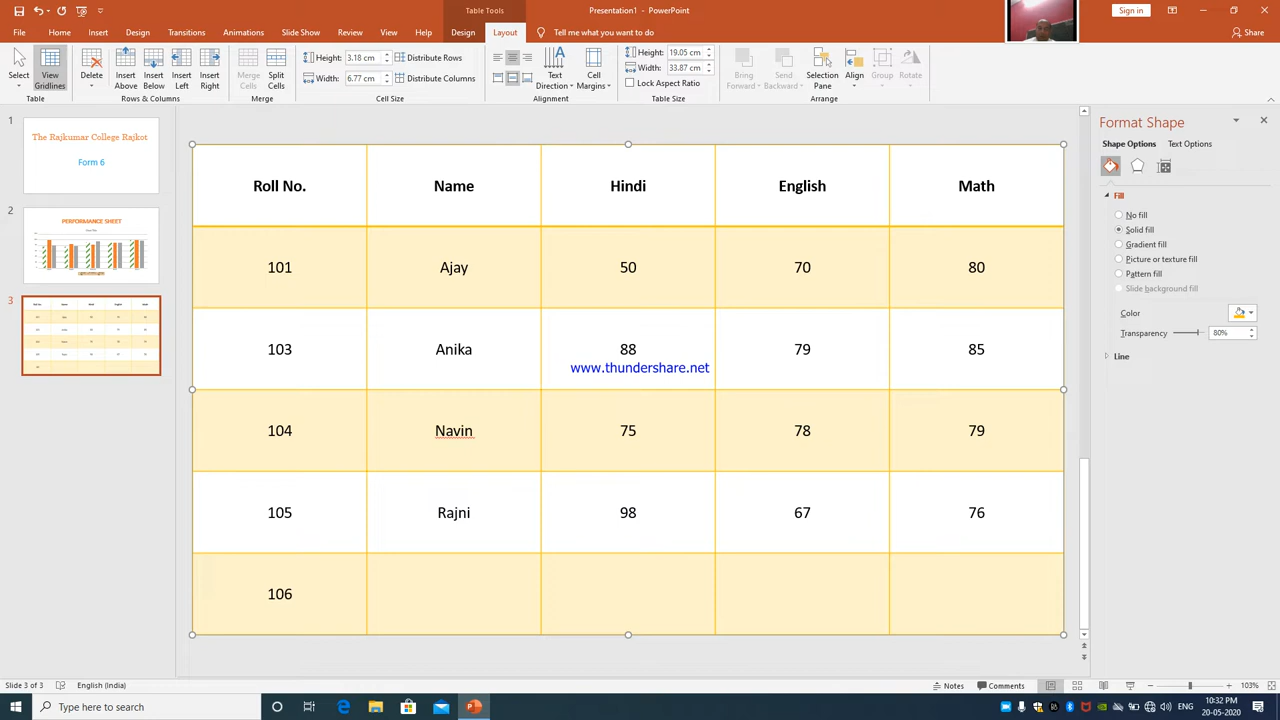 Table Tools
Presentation1 - PowerPoint
Sign in
File Home Insert Design Transitions Animations Slide Show Review View Help Design Layout Tell me what you want to do Share
Select
View Gridlines
Table
Delete
Insert Above
Insert Below
Insert Left
Insert Right
Rows & Columns
Merge Cells
Split Cells
Merge
Height: 3.18 cm
Width: 6.77 cm
Distribute Rows
Distribute Columns
Cell Size
Text Direction
Cell Margins
Alignment
Height: 19.05 cm
Width: 33.87 cm
Lock Aspect Ratio
Table Size
Bring Forward
Send Backward
Selection Pane
Align
Group
Rotate
Arrange
1
The Rajkumar College Rajkot
Form 6
2
PERFORMANCE SHEET
3
Roll No. Name Hindi English Math
101 Ajay 50 70 80
103 Anika 88 79 85
www.thundershare.net
104 Navin 75 78 79
105 Rajni 98 67 76
106
Format Shape
Shape Options Text Options
Fill
No fill
Solid fill
Gradient fill
Picture or texture fill
Pattern fill
Slide background fill
Color
Transparency 80%
Line
Slide 3 of 3 English (India) Notes Comments 103%
Type here to search
10:32 PM
20-05-2020